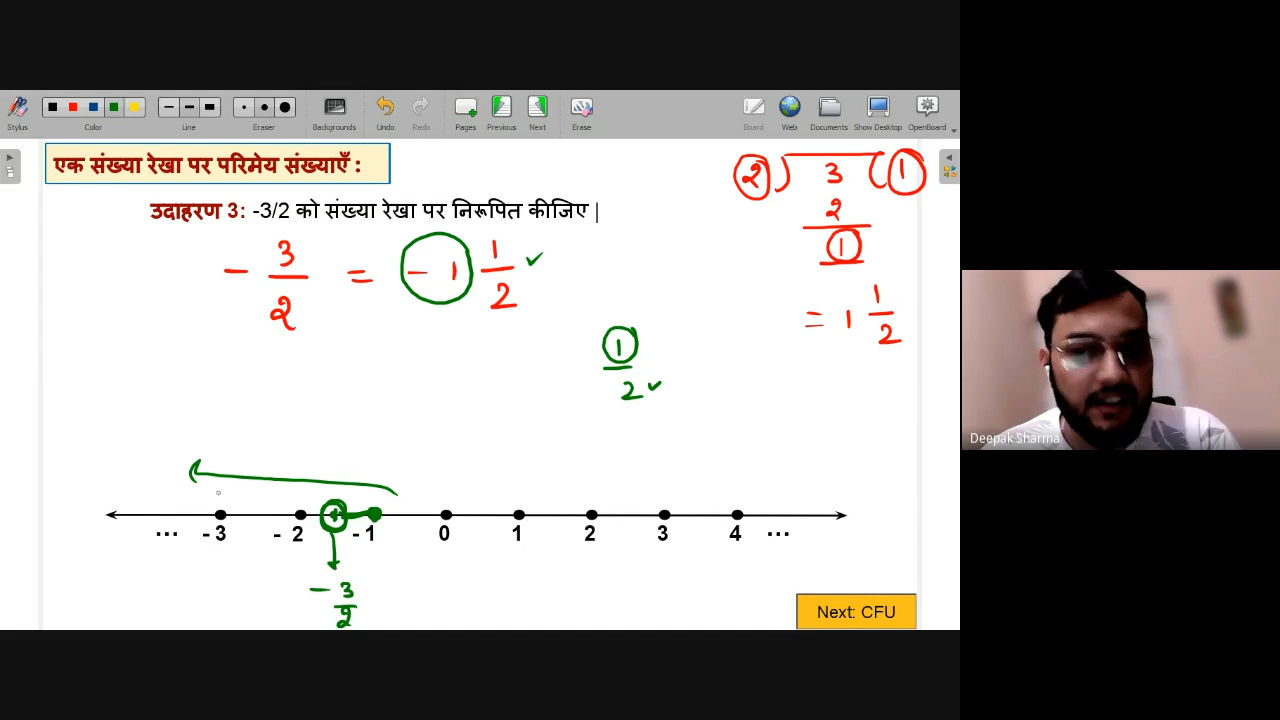 Stylus Color Line Eraser Backgrounds Undo Redo Pages Previous Next Erase Board Web Documents Show Desktop OpenBoard
एक संख्या रेखा पर परिमेय संख्याएँ :
उदाहरण 3: -3/2 को संख्या रेखा पर निरूपित कीजिए |
2 ) 3 ( 1
2
1
- 3/2 = - 1 1/2 ✓
= 1 1/2
1
2 ✓
Deepak Sharma
... - 3 - 2 - 1 0 1 2 3 4 ...
- 3/2
Next: CFU